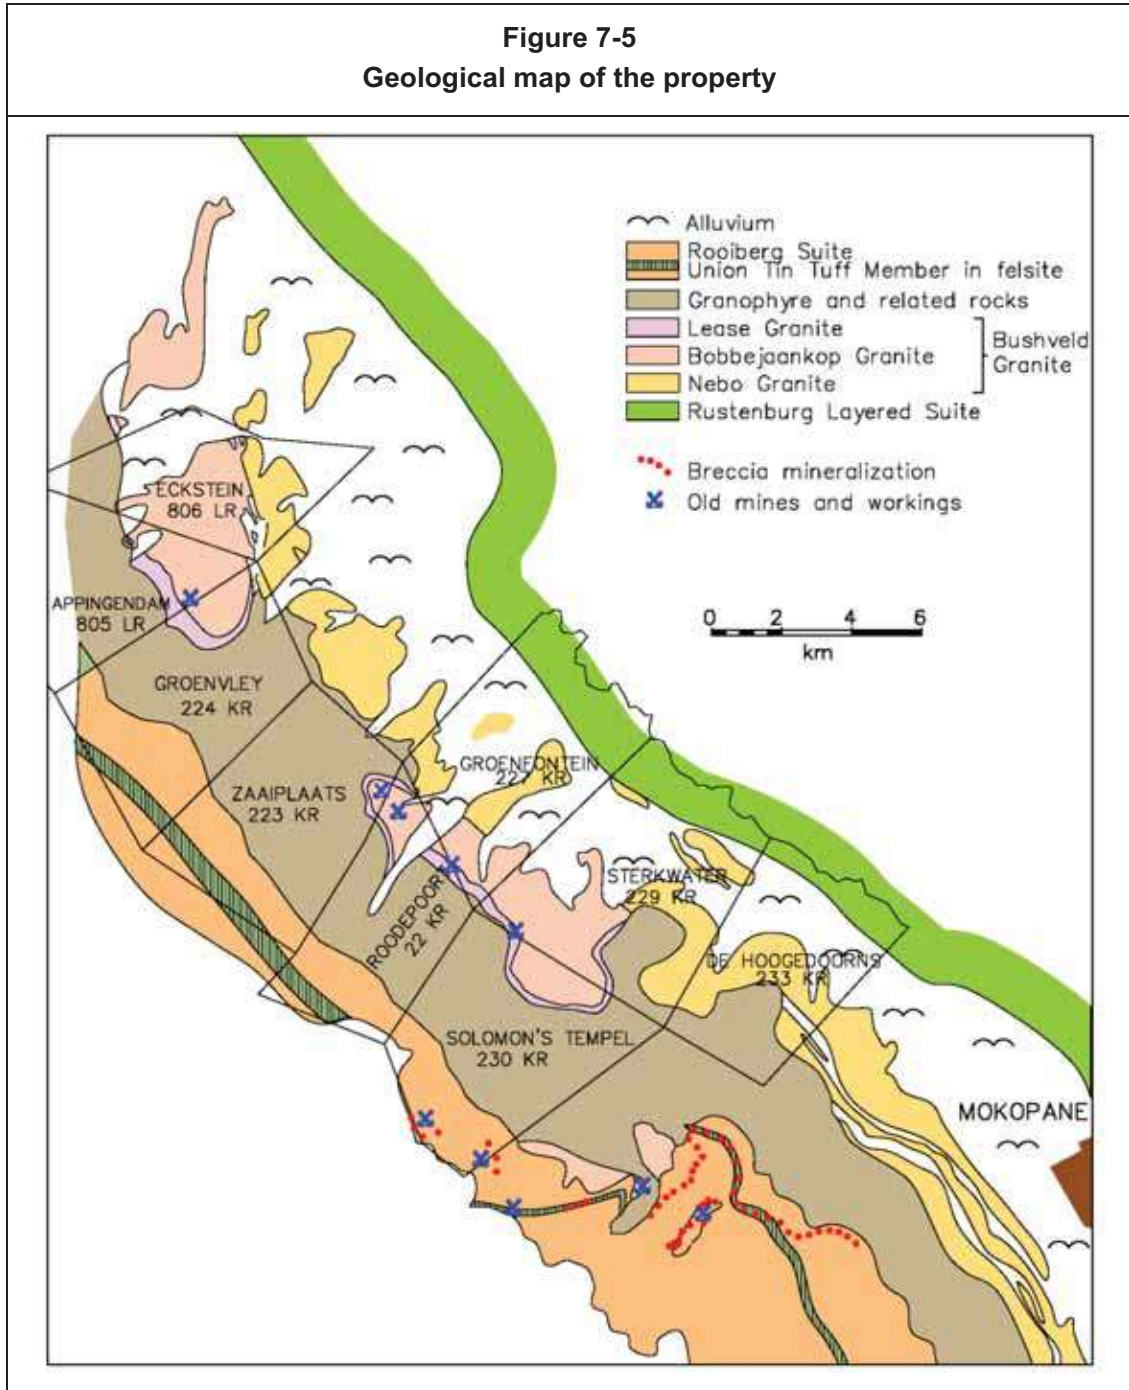 Figure 7-5
Geological map of the property
Alluvium
Rooiberg Suite
Union Tin Tuff Member in felsite
Granophyre and related rocks
Lease Granite
Bobbejaankop Granite
Nebo Granite
Bushveld
Granite
Rustenburg Layered Suite
Breccia mineralization
Old mines and workings
0 2 4 6
km
ECKSTEIN
806 LR
APPINGENDAM
805 LR
GROENVLEY
224 KR
ZAAIPLAATS
223 KR
GROENFONTEIN
227 KR
ROODEPOORT
22 KR
STERKWATER
229 KR
DE HOOGEDOORNS
233 KR
SOLOMON'S TEMPEL
230 KR
MOKOPANE